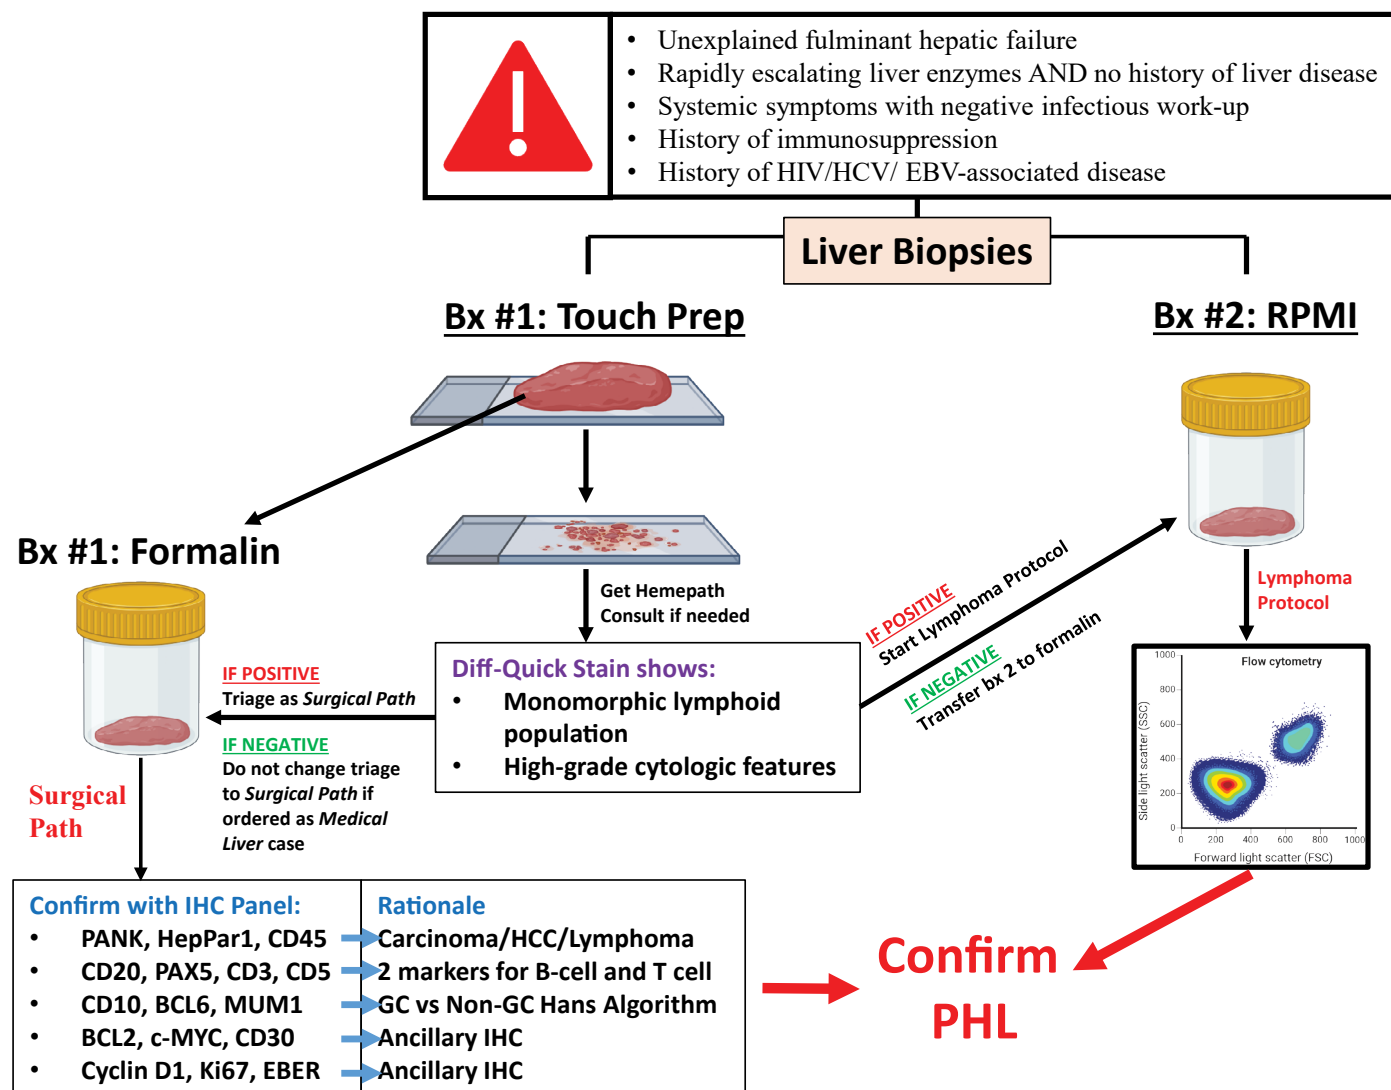 • Unexplained fulminant hepatic failure
• Rapidly escalating liver enzymes AND no history of liver disease
• Systemic symptoms with negative infectious work-up
• History of immunosuppression
• History of HIV/HCV/ EBV-associated disease
Liver Biopsies
Bx #1: Touch Prep
Bx #2: RPMI
Bx #1: Formalin
Get Hemepath
Consult if needed
IF POSITIVE
Start Lymphoma Protocol
IF NEGATIVE
Transfer bx 2 to formalin
Lymphoma
Protocol
Diff-Quick Stain shows:
• Monomorphic lymphoid
population
• High-grade cytologic features
IF POSITIVE
Triage as Surgical Path
IF NEGATIVE
Do not change triage
to Surgical Path if
ordered as Medical
Liver case
Surgical
Path
Flow cytometry
Side light scatter (SSC)
1000
800
600
400
200
0
0 200 400 600 800 1000
Forward light scatter (FSC)
Confirm with IHC Panel: Rationale
• PANK, HepPar1, CD45 Carcinoma/HCC/Lymphoma
• CD20, PAX5, CD3, CD5 2 markers for B-cell and T cell
• CD10, BCL6, MUM1 GC vs Non-GC Hans Algorithm
• BCL2, c-MYC, CD30 Ancillary IHC
• Cyclin D1, Ki67, EBER Ancillary IHC
Confirm
PHL